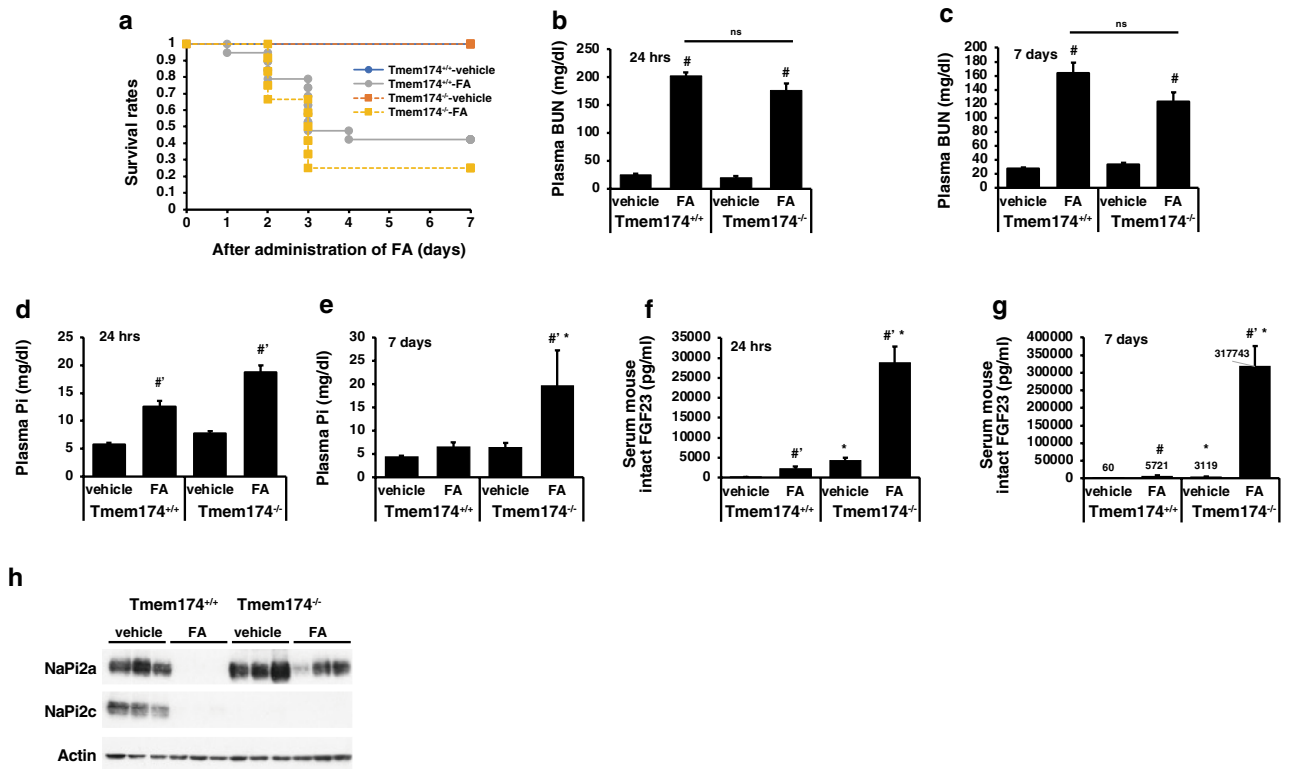 a
Survival rates
1
0.9
0.8
0.7
0.6
0.5
0.4
0.3
0.2
0.1
0
0 1 2 3 4 5 6 7
After administration of FA (days)
Tmem174+/+-vehicle
Tmem174+/+-FA
Tmem174-/--vehicle
Tmem174-/--FA
b
ns
24 hrs
Plasma BUN (mg/dl)
250
200
150
100
50
0
# #
vehicle FA vehicle FA
Tmem174+/+ Tmem174-/-
c
ns
7 days
Plasma BUN (mg/dl)
200
180
160
140
120
100
80
60
40
20
0
# #
vehicle FA vehicle FA
Tmem174+/+ Tmem174-/-
d
24 hrs
Plasma Pi (mg/dl)
25
20
15
10
5
0
#' #'
vehicle FA vehicle FA
Tmem174+/+ Tmem174-/-
e
7 days
Plasma Pi (mg/dl)
30
25
20
15
10
5
0
#' *
vehicle FA vehicle FA
Tmem174+/+ Tmem174-/-
f
24 hrs
Serum mouse
intact FGF23 (pg/ml)
35000
30000
25000
20000
15000
10000
5000
0
#' * #' *
vehicle FA vehicle FA
Tmem174+/+ Tmem174-/-
g
7 days
Serum mouse
intact FGF23 (pg/ml)
400000
350000
300000
250000
200000
150000
100000
50000
0
# * #' *
60 5721 3119 317743
vehicle FA vehicle FA
Tmem174+/+ Tmem174-/-
h
Tmem174+/+ Tmem174-/-
vehicle FA vehicle FA
NaPi2a
NaPi2c
Actin